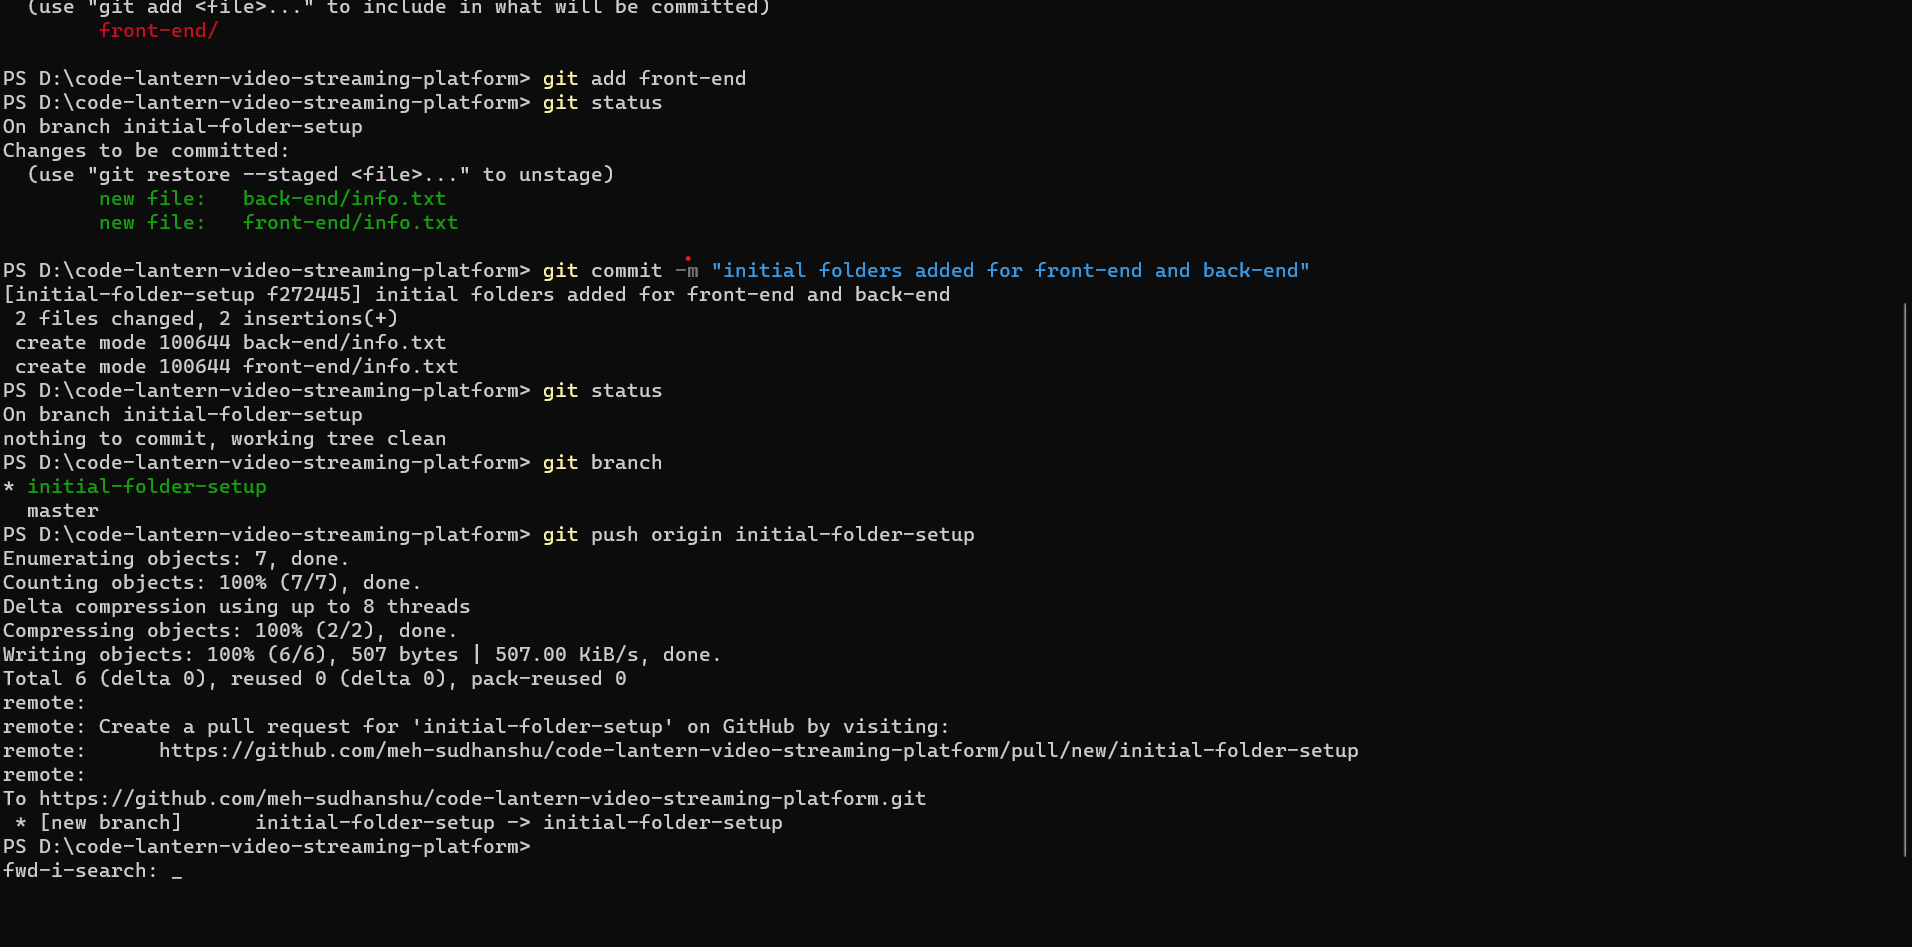 (use "git add <file>..." to include in what will be committed)
front-end/
PS D:\code-lantern-video-streaming-platform> git add front-end
PS D:\code-lantern-video-streaming-platform> git status
On branch initial-folder-setup
Changes to be committed:
(use "git restore --staged <file>..." to unstage)
new file:   back-end/info.txt
new file:   front-end/info.txt
PS D:\code-lantern-video-streaming-platform> git commit -m "initial folders added for front-end and back-end"
[initial-folder-setup f272445] initial folders added for front-end and back-end
2 files changed, 2 insertions(+)
create mode 100644 back-end/info.txt
create mode 100644 front-end/info.txt
PS D:\code-lantern-video-streaming-platform> git status
On branch initial-folder-setup
nothing to commit, working tree clean
PS D:\code-lantern-video-streaming-platform> git branch
* initial-folder-setup
master
PS D:\code-lantern-video-streaming-platform> git push origin initial-folder-setup
Enumerating objects: 7, done.
Counting objects: 100% (7/7), done.
Delta compression using up to 8 threads
Compressing objects: 100% (2/2), done.
Writing objects: 100% (6/6), 507 bytes | 507.00 KiB/s, done.
Total 6 (delta 0), reused 0 (delta 0), pack-reused 0
remote:
remote: Create a pull request for 'initial-folder-setup' on GitHub by visiting:
remote:      https://github.com/meh-sudhanshu/code-lantern-video-streaming-platform/pull/new/initial-folder-setup
remote:
To https://github.com/meh-sudhanshu/code-lantern-video-streaming-platform.git
* [new branch]      initial-folder-setup -> initial-folder-setup
PS D:\code-lantern-video-streaming-platform>
fwd-i-search: _